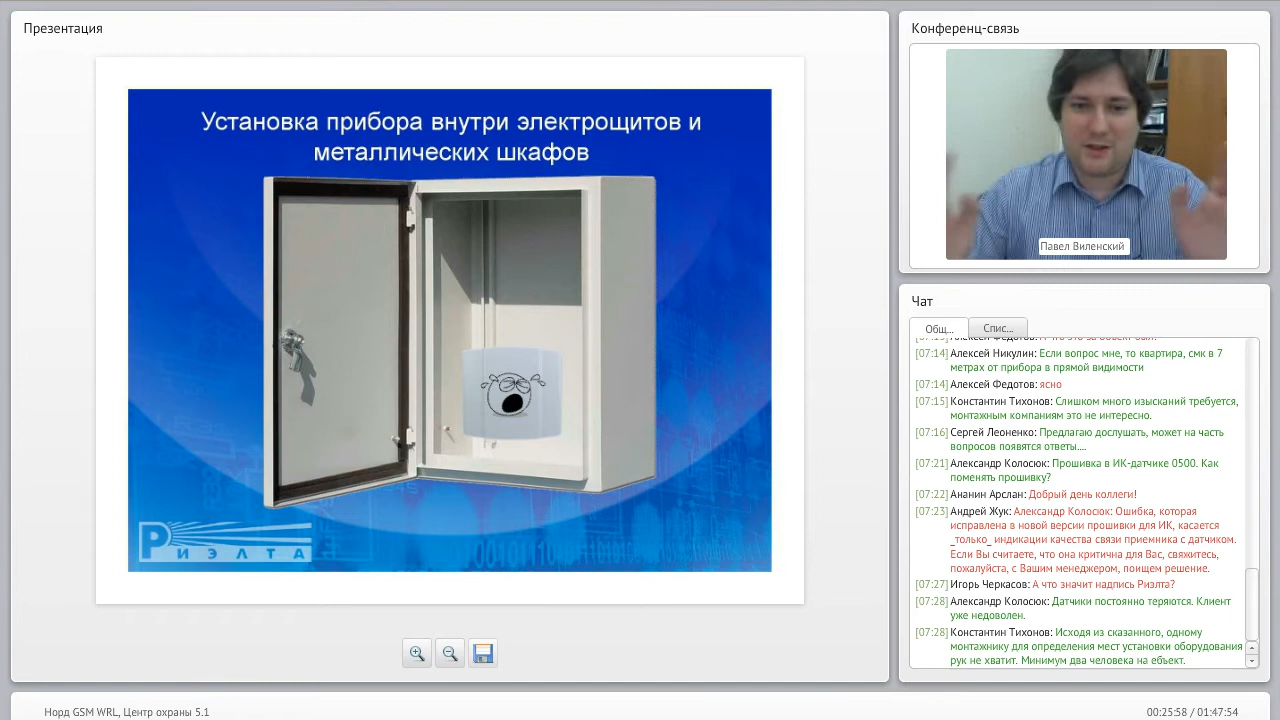 Презентация
Установка прибора внутри электрощитов и
металлических шкафов
Риэлта
Конференц-связь
Павел Виленский
Чат
Общ...
Спис...
[07:14] Алексей Никулин: Если вопрос мне, то квартира, смк в 7
метрах от прибора в прямой видимости
[07:14] Алексей Федотов: ясно
[07:15] Константин Тихонов: Слишком много изысканий требуется,
монтажным компаниям это не интересно.
[07:16] Сергей Леоненко: Предлагаю дослушать, может на часть
вопросов появятся ответы....
[07:21] Александр Колосюк: Прошивка в ИК-датчике 0500. Как
поменять прошивку?
[07:22] Ананин Арслан: Добрый день коллеги!
[07:23] Андрей Жук: Александр Колосюк: Ошибка, которая
исправлена в новой версии прошивки для ИК, касается
_только_ индикации качества связи приемника с датчиком.
Если Вы считаете, что она критична для Вас, свяжитесь,
пожалуйста, с Вашим менеджером, поищем решение.
[07:27] Игорь Черкасов: А что значит надпись Риэлта?
[07:28] Александр Колосюк: Датчики постоянно теряются. Клиент
уже недоволен.
[07:28] Константин Тихонов: Исходя из сказанного, одному
монтажнику для определения мест установки оборудования
рук не хватит. Минимум два человека на еъект.
Норд GSM WRL, Центр охраны 5.1
00:25:58 / 01:47:54